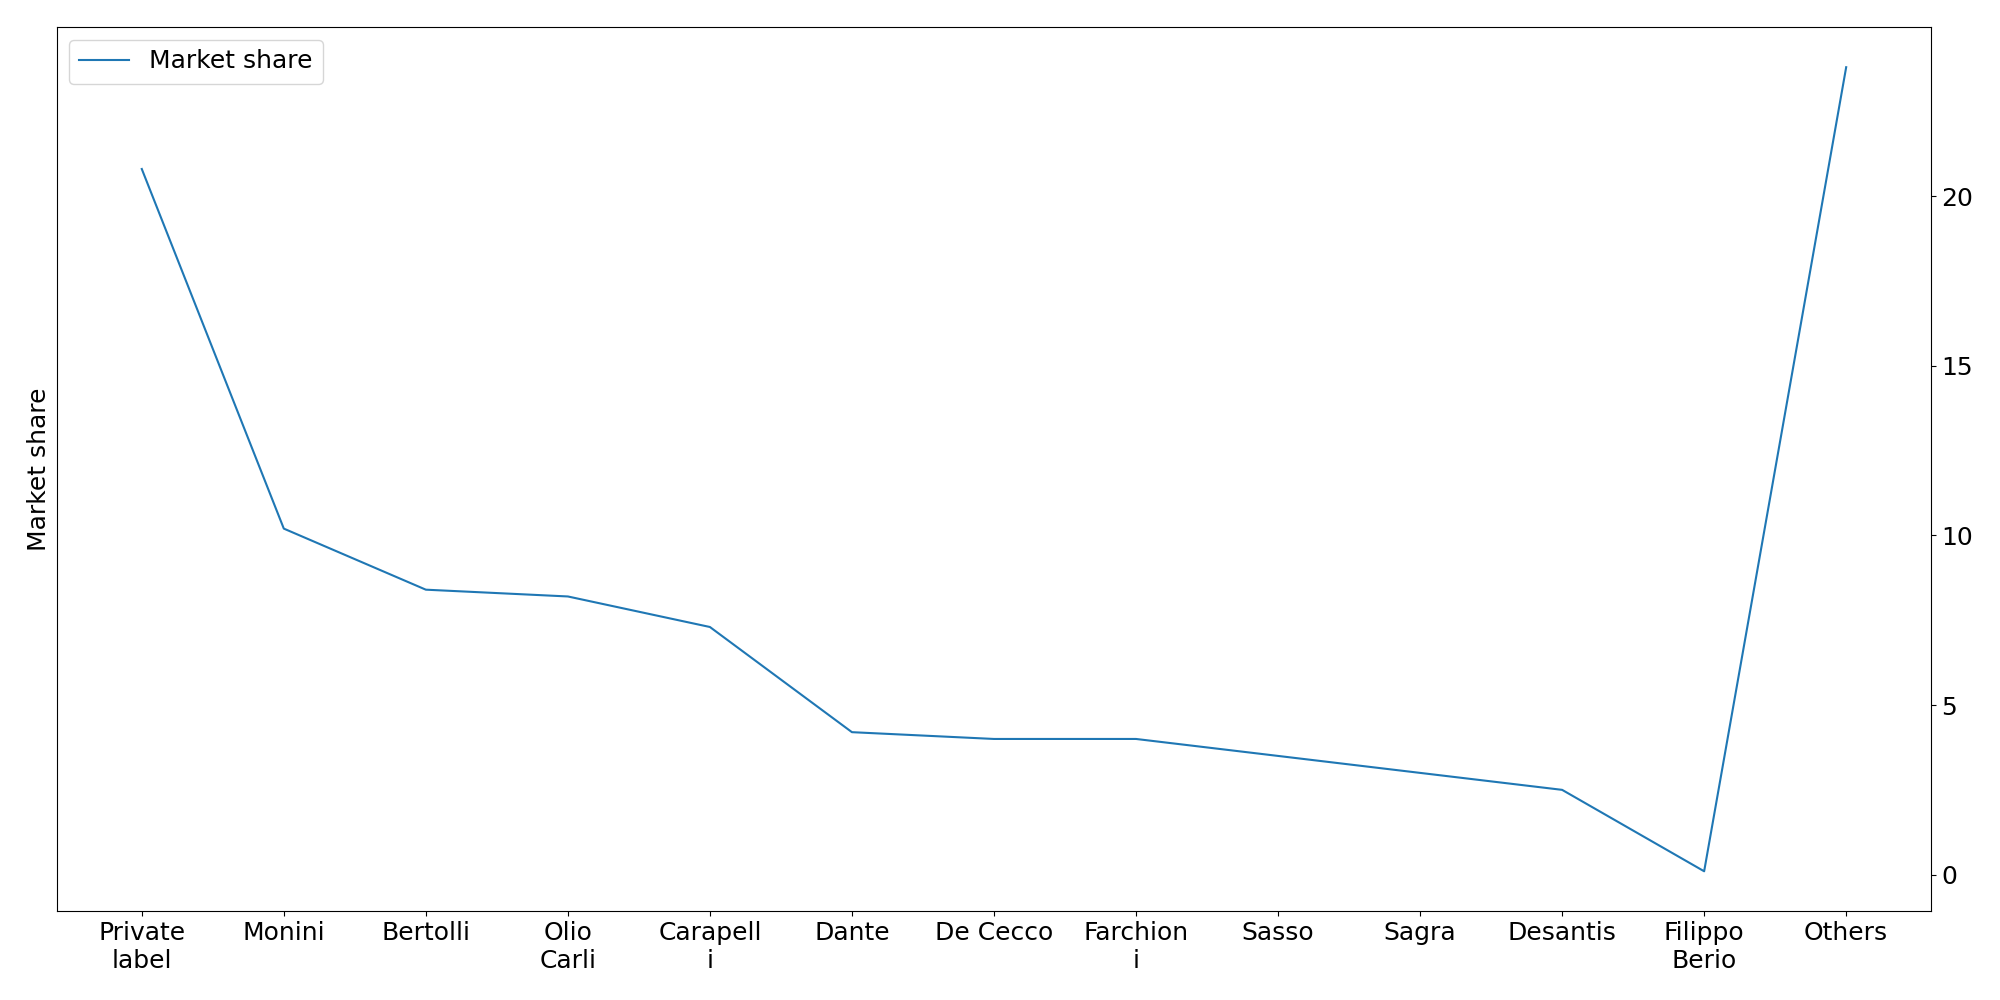 Market share
Market share
20
15
10
5
0
Private
label
Monini
Bertolli
Olio
Carli
Carapell
i
Dante
De Cecco
Farchion
i
Sasso
Sagra
Desantis
Filippo
Berio
Others